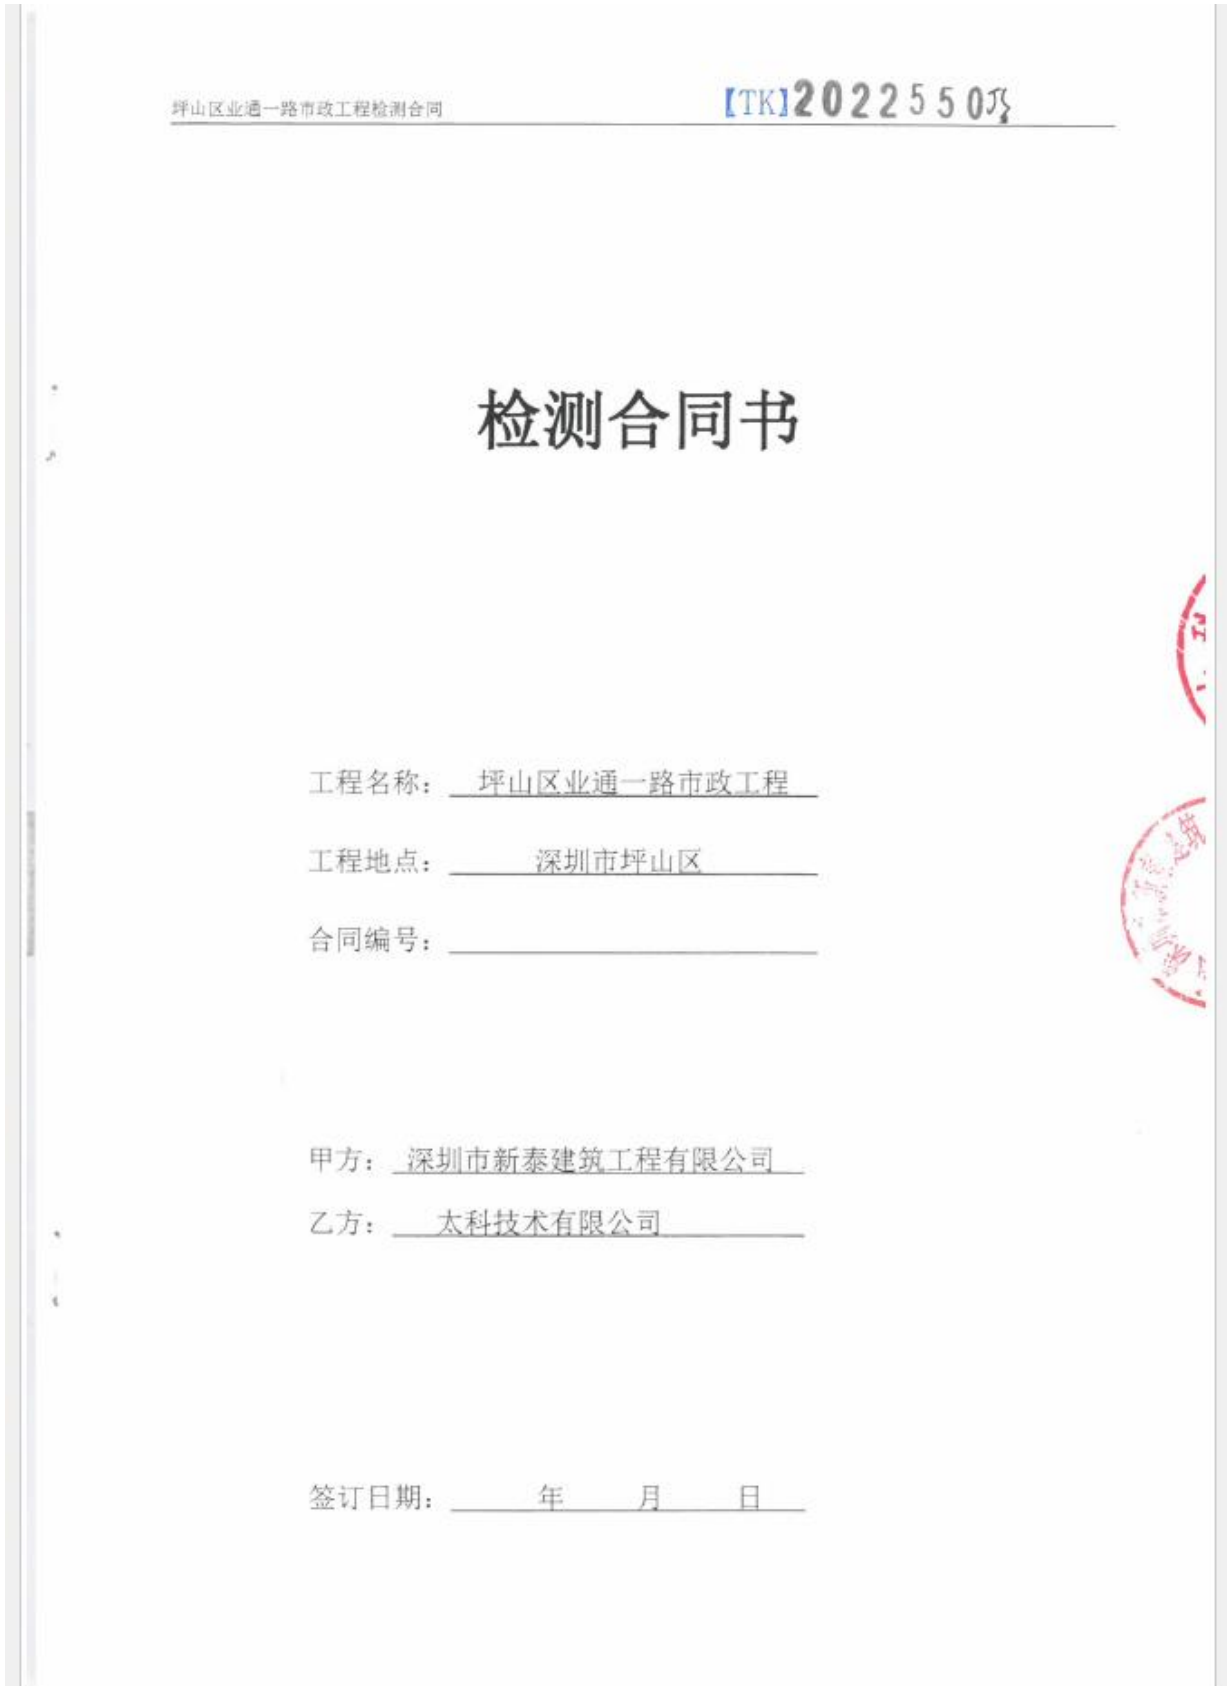 坪山区业通一路市政工程检测合同
【TK】2022550
检测合同书
工程名称：坪山区业通一路市政工程
工程地点：深圳市坪山区
合同编号：
甲方：深圳市新泰建筑工程有限公司
乙方：太科技术有限公司
签订日期： 年 月 日